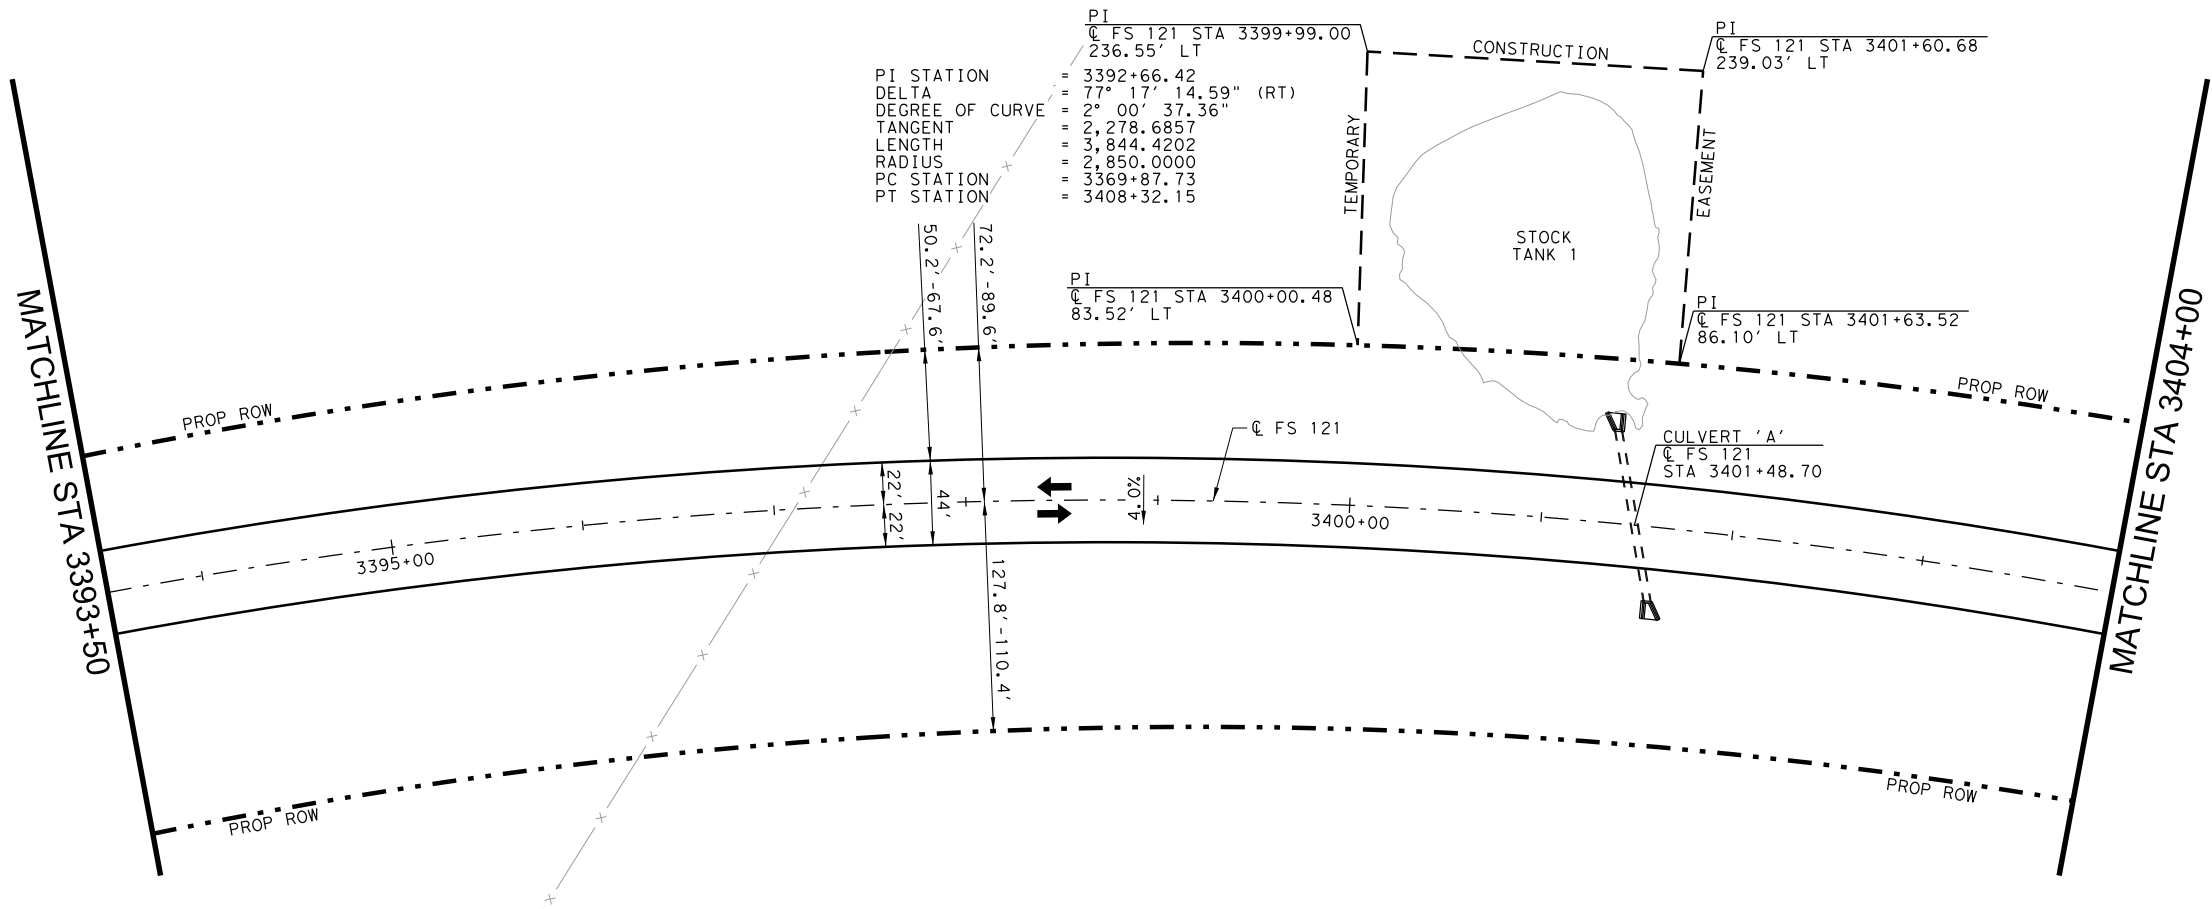 PI
℄ FS 121 STA 3399+99.00
236.55' LT
PI
℄ FS 121 STA 3401+60.68
239.03' LT
CONSTRUCTION
PI STATION = 3392+66.42
DELTA = 77° 17' 14.59" (RT)
DEGREE OF CURVE = 2° 00' 37.36"
TANGENT = 2,278.6857
LENGTH = 3,844.4202
RADIUS = 2,850.0000
PC STATION = 3369+87.73
PT STATION = 3408+32.15
TEMPORARY
EASEMENT
STOCK
TANK 1
50.2'-67.6'
72.2'-89.6'
PI
℄ FS 121 STA 3400+00.48
83.52' LT
PI
℄ FS 121 STA 3401+63.52
86.10' LT
MATCHLINE STA 3393+50
MATCHLINE STA 3404+00
PROP ROW
PROP ROW
℄ FS 121
CULVERT 'A'
℄ FS 121
STA 3401+48.70
22'
22'
44'
4.0%
3395+00
3400+00
127.8'-110.4'
PROP ROW
PROP ROW